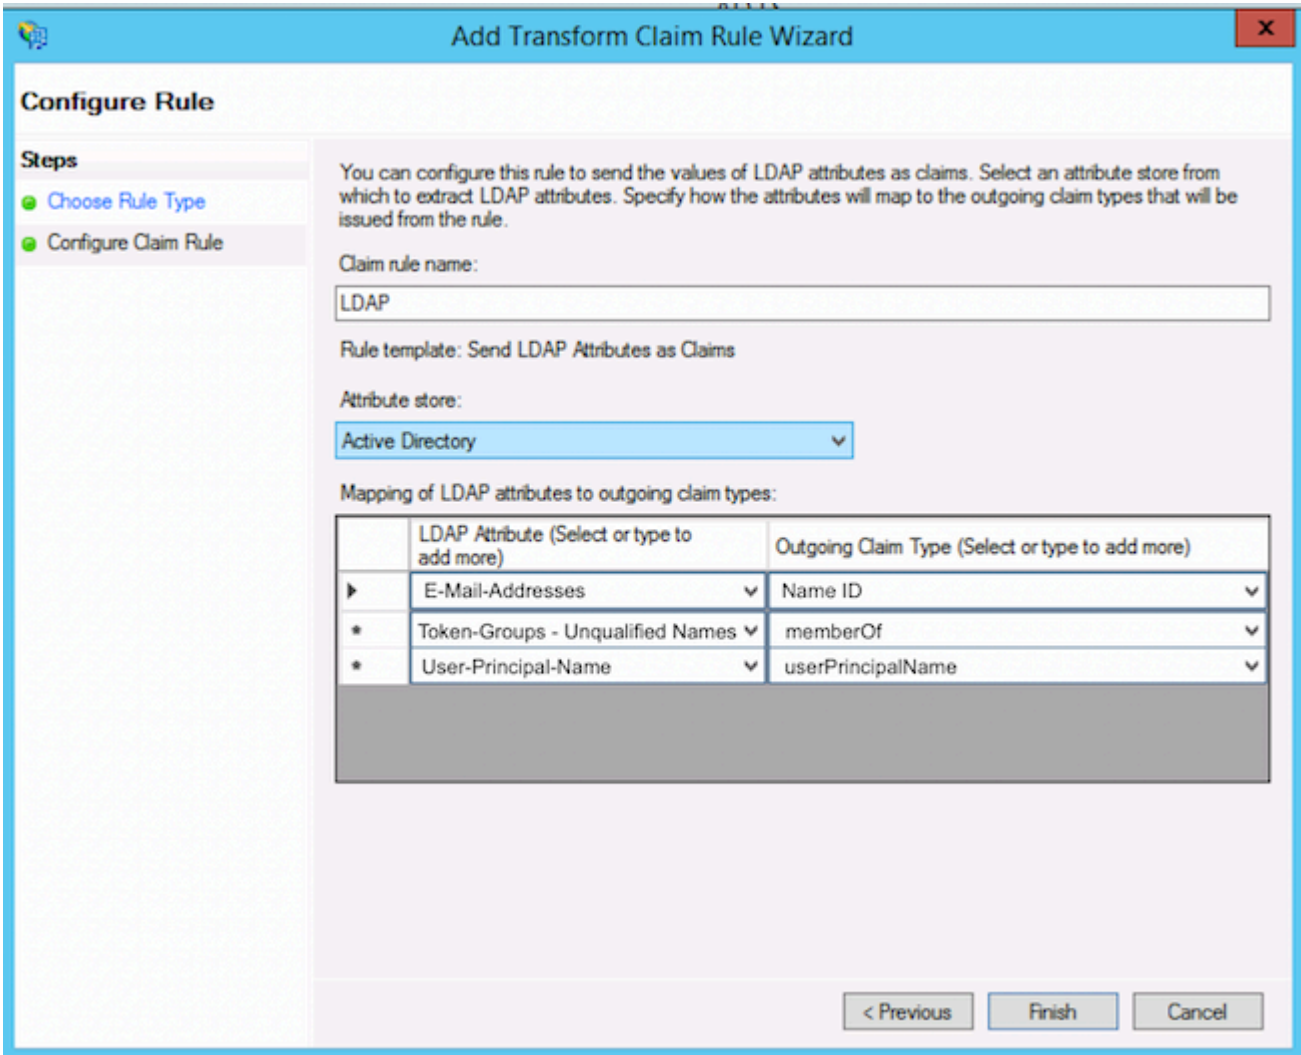 Add Transform Claim Rule Wizard
X
Configure Rule
Steps
Choose Rule Type
Configure Claim Rule
You can configure this rule to send the values of LDAP attributes as claims. Select an attribute store from
which to extract LDAP attributes. Specify how the attributes will map to the outgoing claim types that will be
issued from the rule.
Claim rule name:
LDAP
Rule template: Send LDAP Attributes as Claims
Attribute store:
Active Directory
Mapping of LDAP attributes to outgoing claim types:
LDAP Attribute (Select or type to
add more)
Outgoing Claim Type (Select or type to add more)
E-Mail-Addresses Name ID
* Token-Groups - Unqualified Names memberOf
* User-Principal-Name userPrincipalName
< Previous Finish Cancel